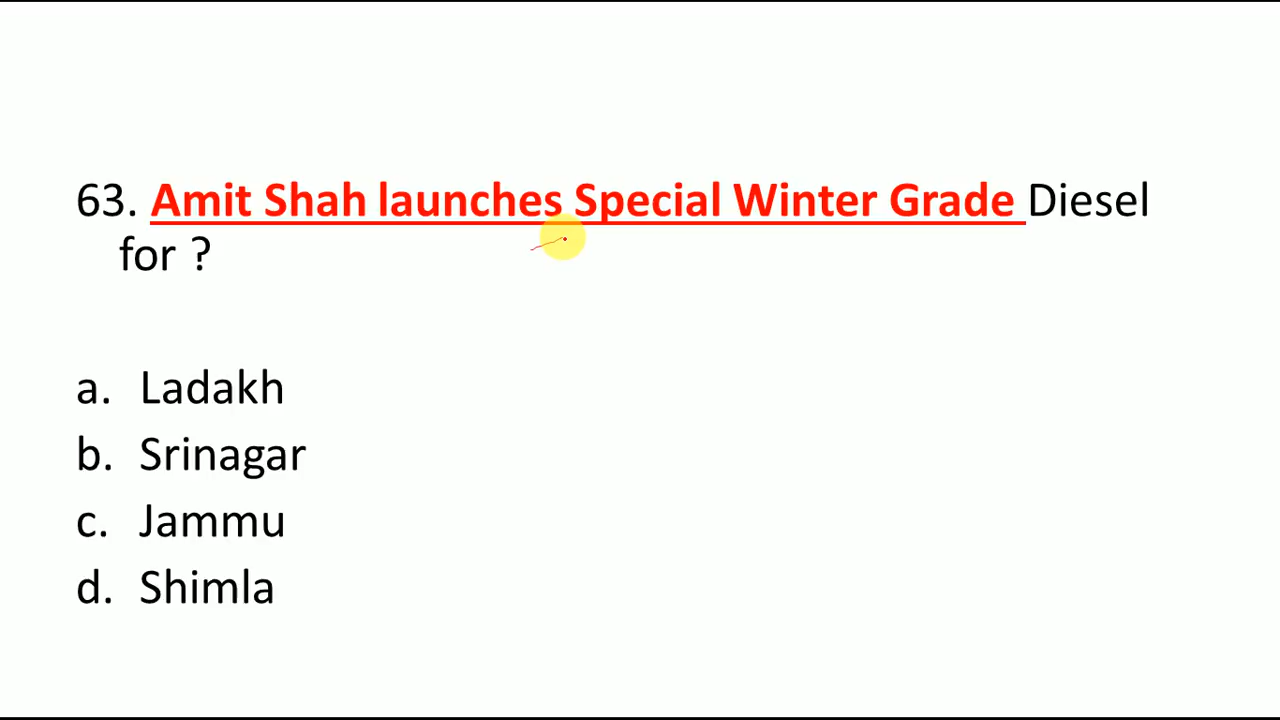 63. Amit Shah launches Special Winter Grade Diesel
for ?
a. Ladakh
b. Srinagar
c. Jammu
d. Shimla